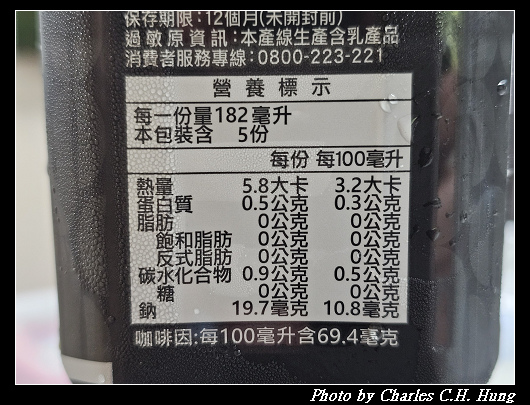 保存期限:12個月(未開封前)
過敏原資訊:本產線生產含乳產品
消費者服務專線:0800-223-221
營養標示
每一份量182毫升
本包裝含 5份
每份 每100毫升
熱量 5.8大卡 3.2大卡
蛋白質 0.5公克 0.3公克
脂肪 0公克 0公克
飽和脂肪 0公克 0公克
反式脂肪 0公克 0公克
碳水化合物 0.9公克 0.5公克
糖 0公克 0公克
鈉 19.7毫克 10.8毫克
咖啡因:每100毫升含69.4毫克
Photo by Charles C.H. Hung